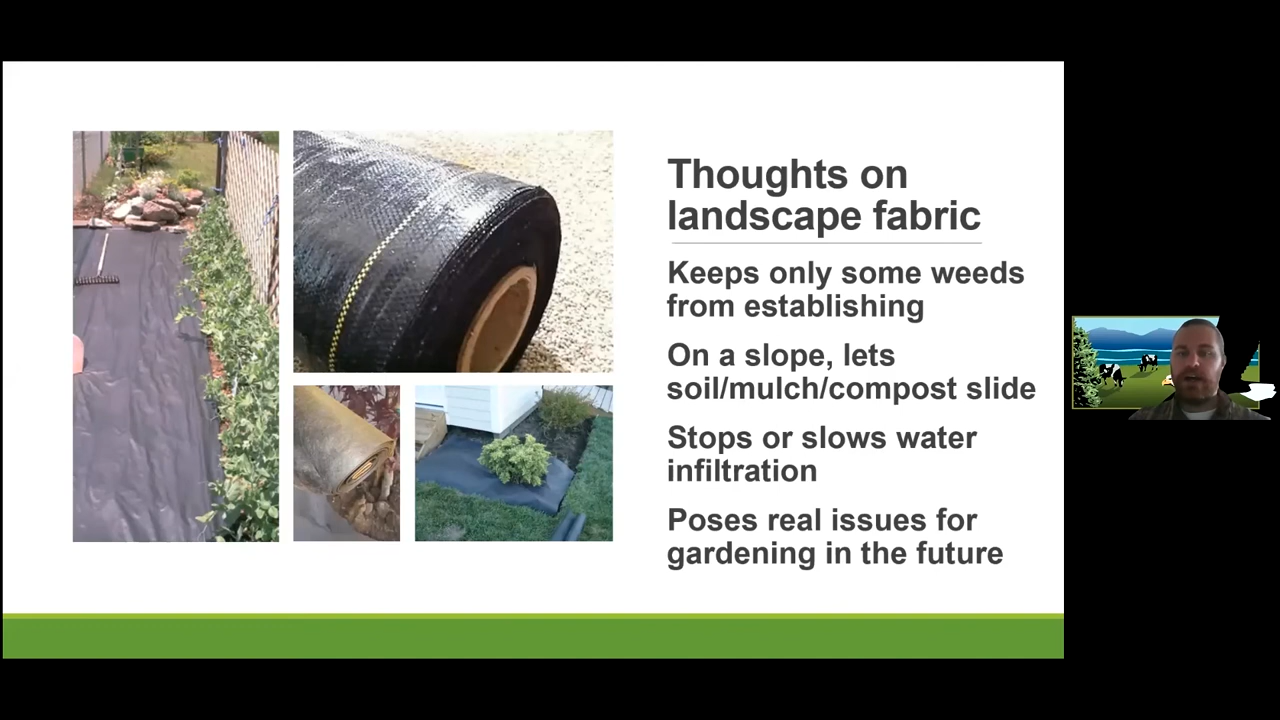 Thoughts on
landscape fabric
Keeps only some weeds
from establishing
On a slope, lets
soil/mulch/compost slide
Stops or slows water
infiltration
Poses real issues for
gardening in the future